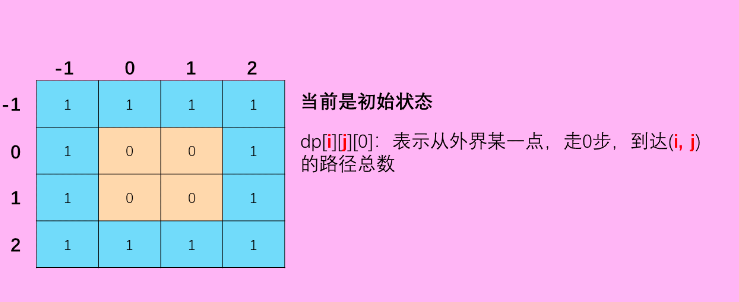 -1 0 1 2
-1 1 1 1 1
0 1 0 0 1
1 1 0 0 1
2 1 1 1 1
当前是初始状态
dp[i][j][0]：表示从外界某一点，走0步，到达(i, j)
的路径总数